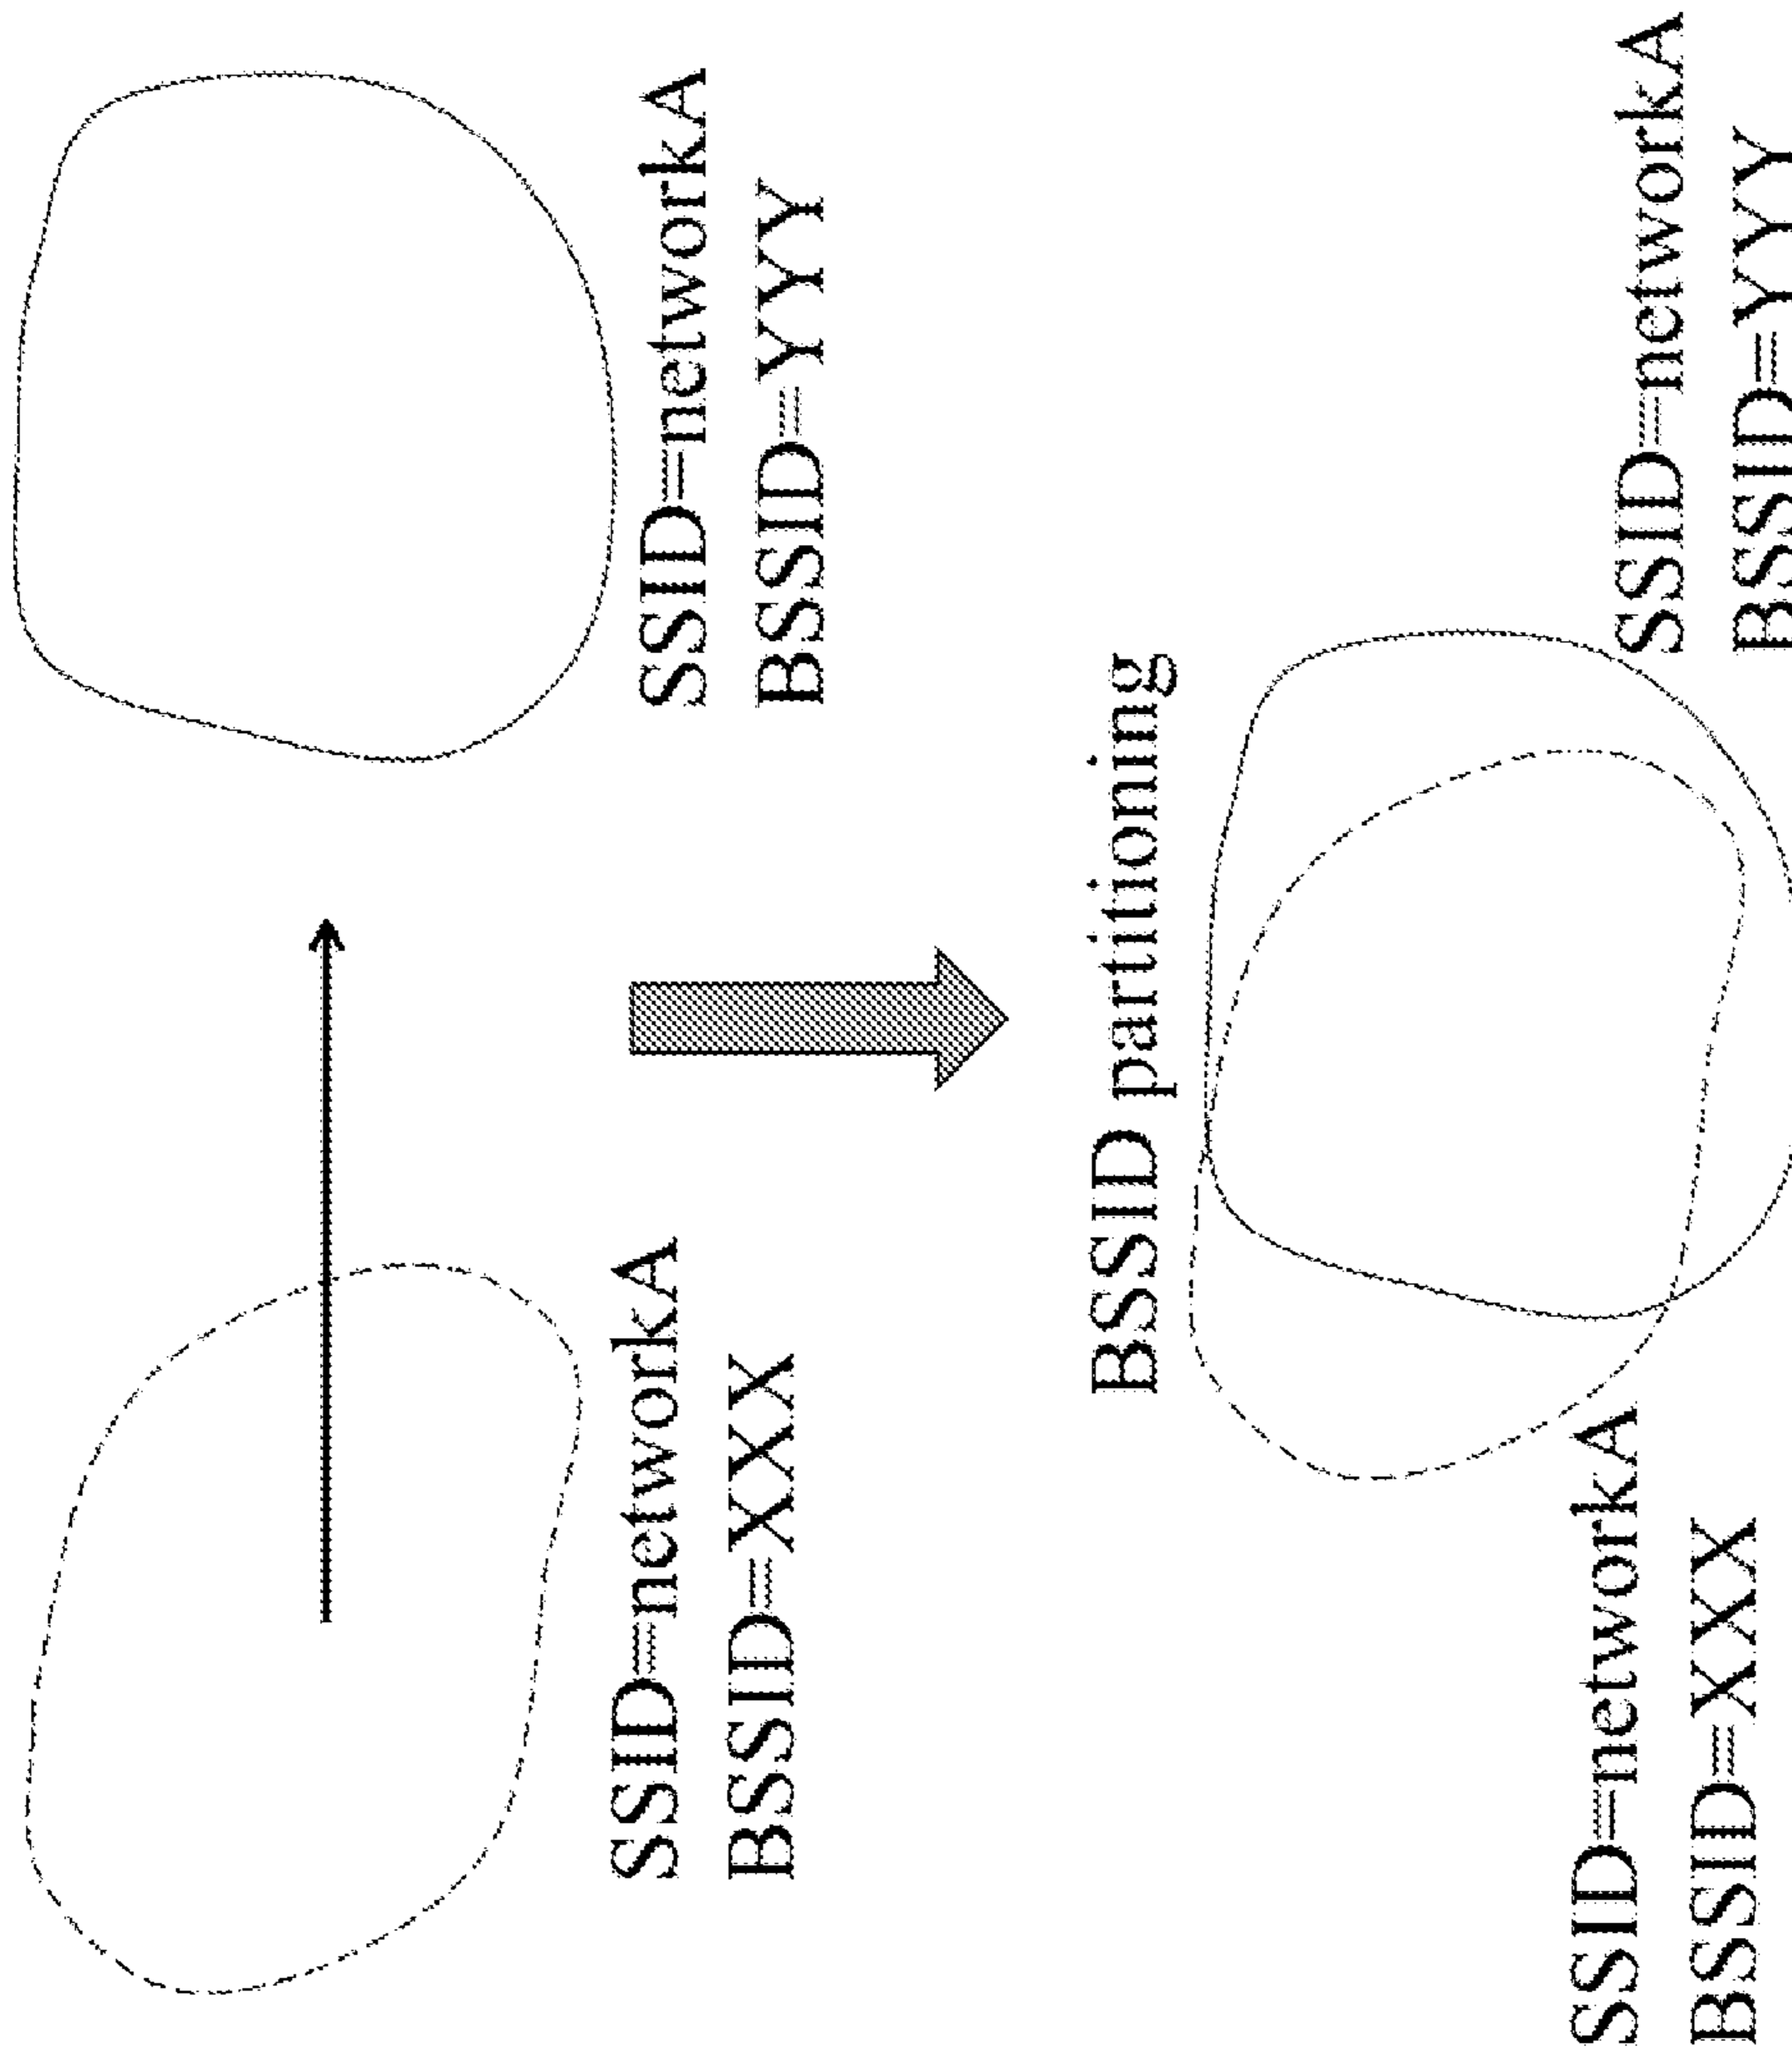 SSID=networkA
BSSID=XXX
SSID=networkA
BSSID=YYY
BSSID partitioning
SSID=networkA
BSSID=XXX
SSID=networkA
BSSID=YYY